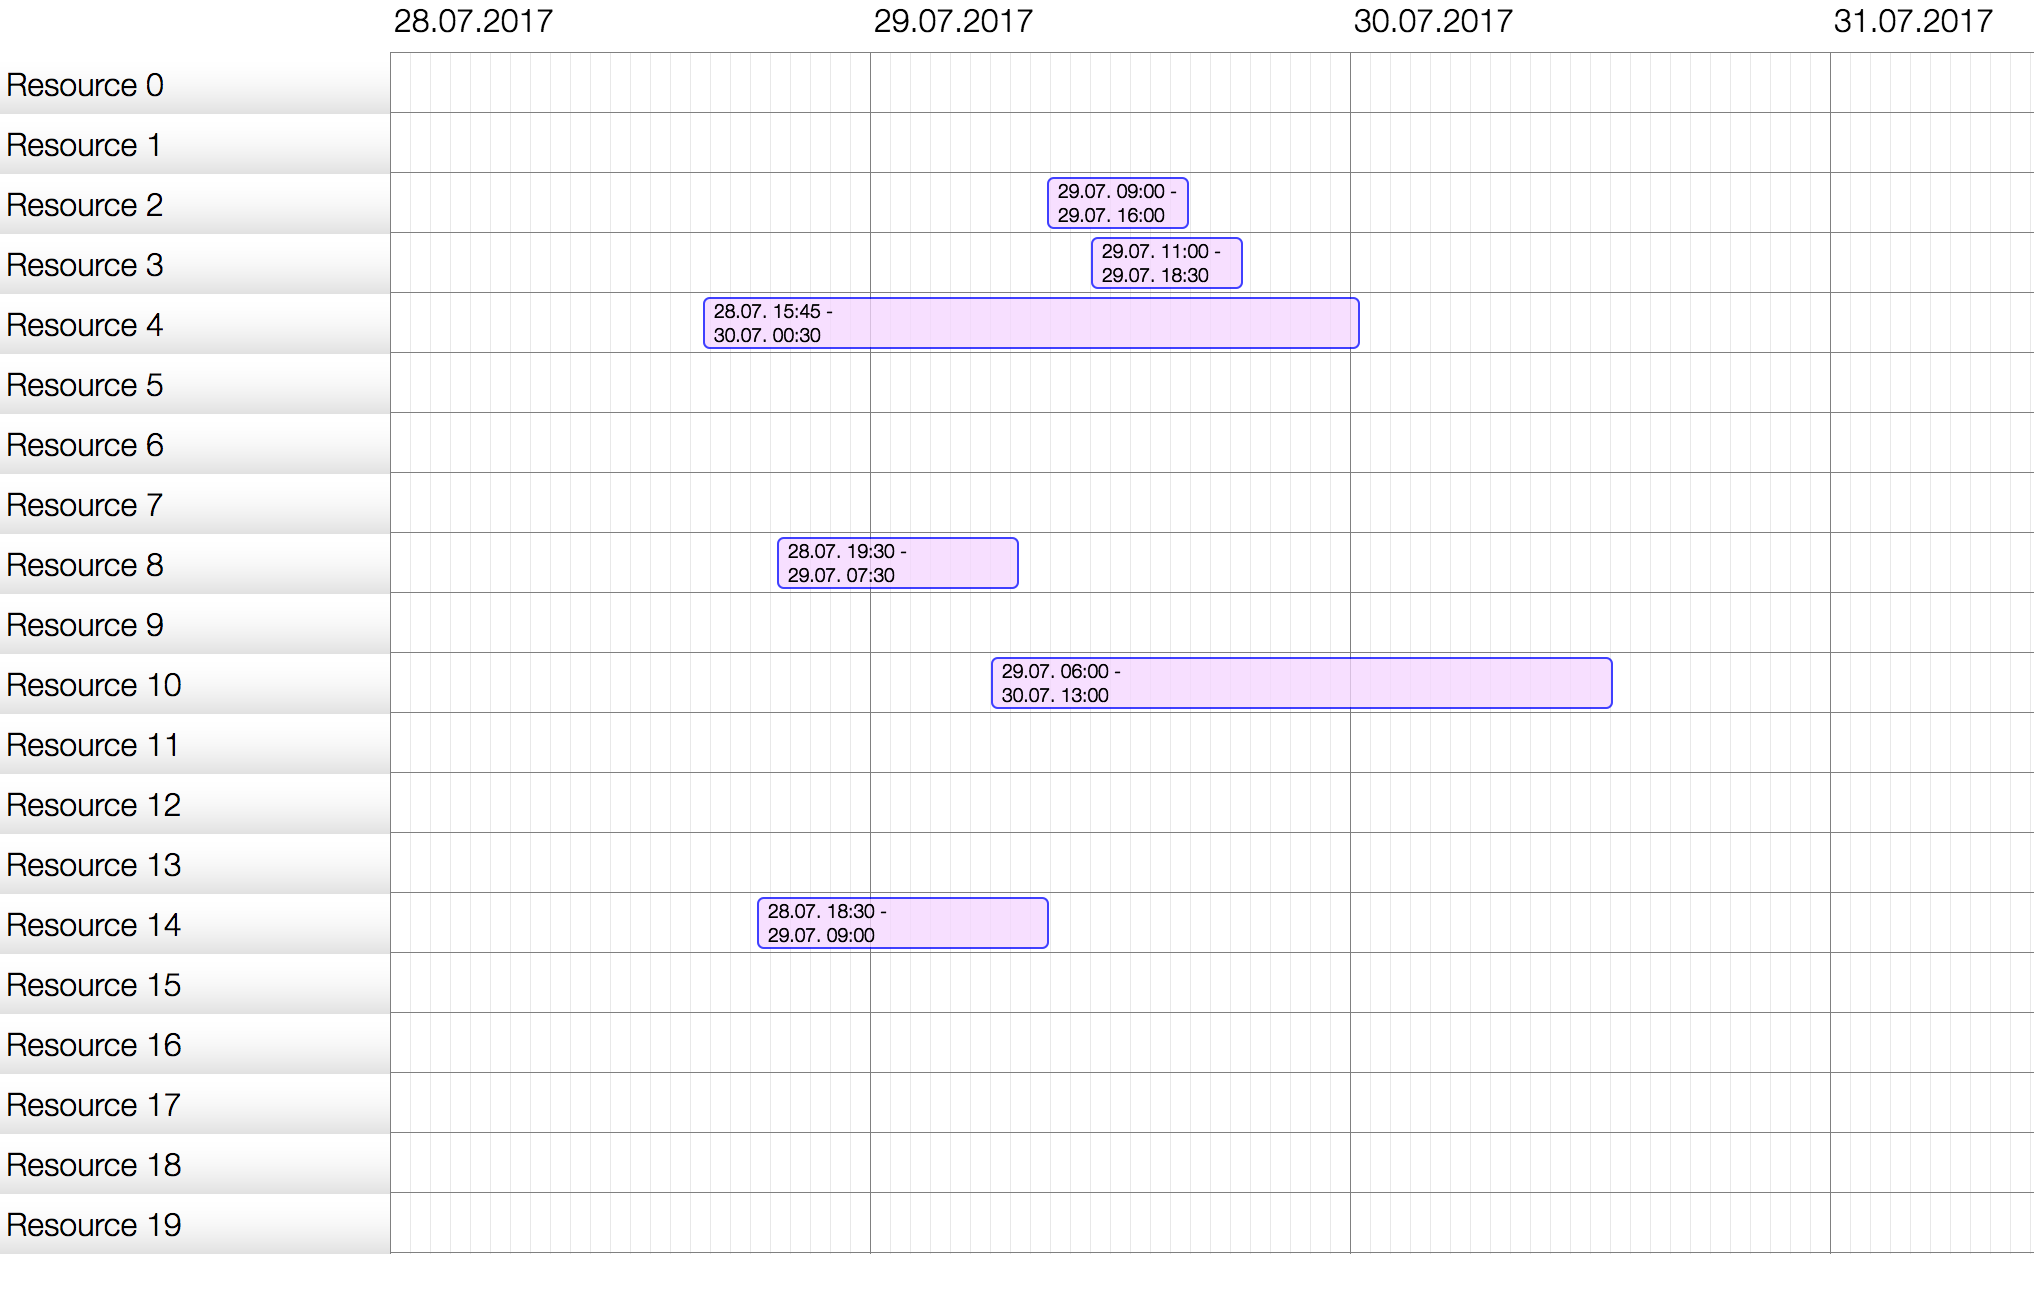 28.07.2017
29.07.2017
30.07.2017
31.07.2017
Resource 0
Resource 1
Resource 2
29.07. 09:00 -
29.07. 16:00
Resource 3
29.07. 11:00 -
29.07. 18:30
Resource 4
28.07. 15:45 -
30.07. 00:30
Resource 5
Resource 6
Resource 7
Resource 8
28.07. 19:30 -
29.07. 07:30
Resource 9
Resource 10
29.07. 06:00 -
30.07. 13:00
Resource 11
Resource 12
Resource 13
Resource 14
28.07. 18:30 -
29.07. 09:00
Resource 15
Resource 16
Resource 17
Resource 18
Resource 19